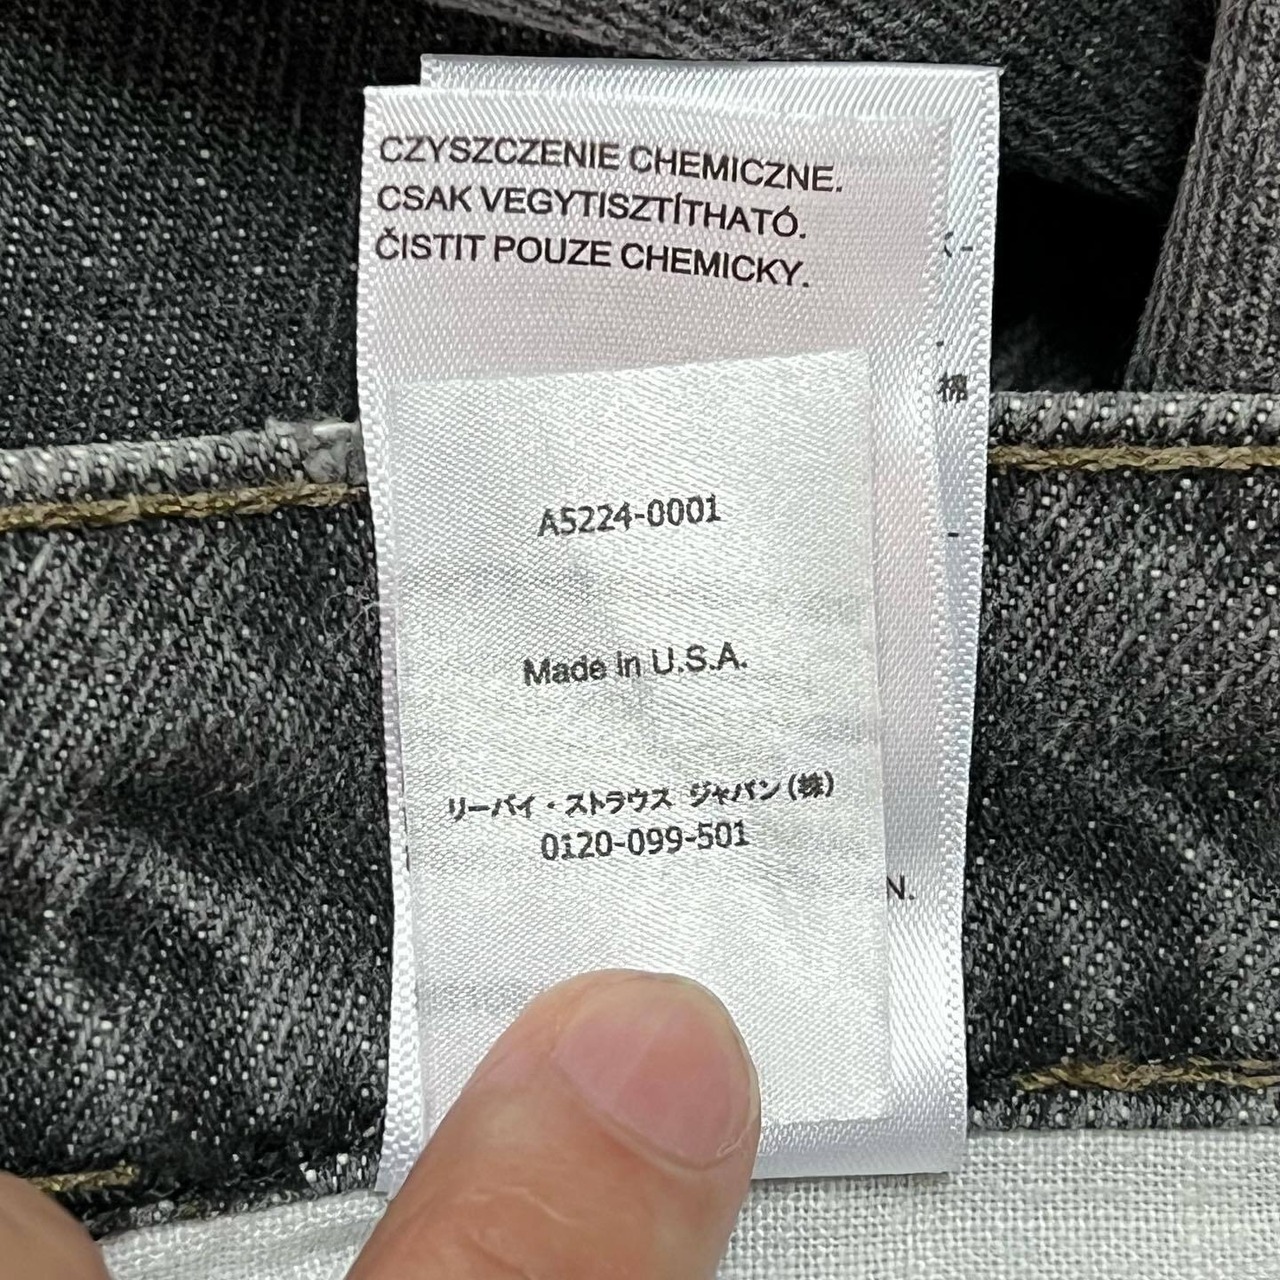 CZYSZCZENIE CHEMICZNE.
CSAK VEGYTISZTÍTHATÓ.
ČISTIT POUZE CHEMICKY.
棉
A5224-0001
Made in U.S.A.
リーバイ・ストラウス ジャパン(株)
0120-099-501
N.